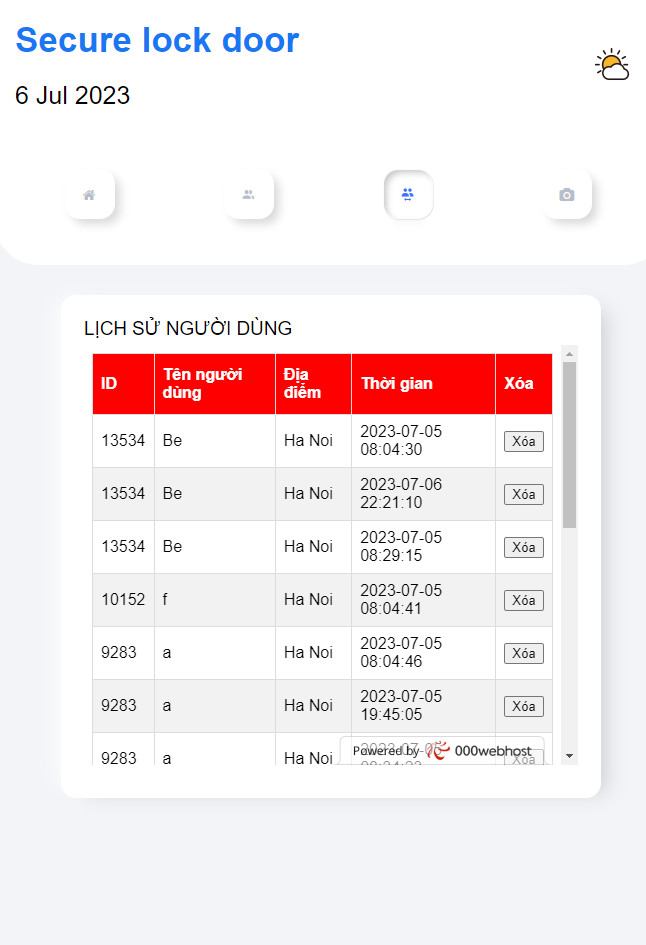 Secure lock door
6 Jul 2023
LỊCH SỬ NGƯỜI DÙNG
ID Tên người dùng Địa điểm Thời gian Xóa
13534 Be Ha Noi 2023-07-05 08:04:30 Xóa
13534 Be Ha Noi 2023-07-06 22:21:10 Xóa
13534 Be Ha Noi 2023-07-05 08:29:15 Xóa
10152 f Ha Noi 2023-07-05 08:04:41 Xóa
9283 a Ha Noi 2023-07-05 08:04:46 Xóa
9283 a Ha Noi 2023-07-05 19:45:05 Xóa
9283 a Ha Noi Xóa
Powered by 000webhost